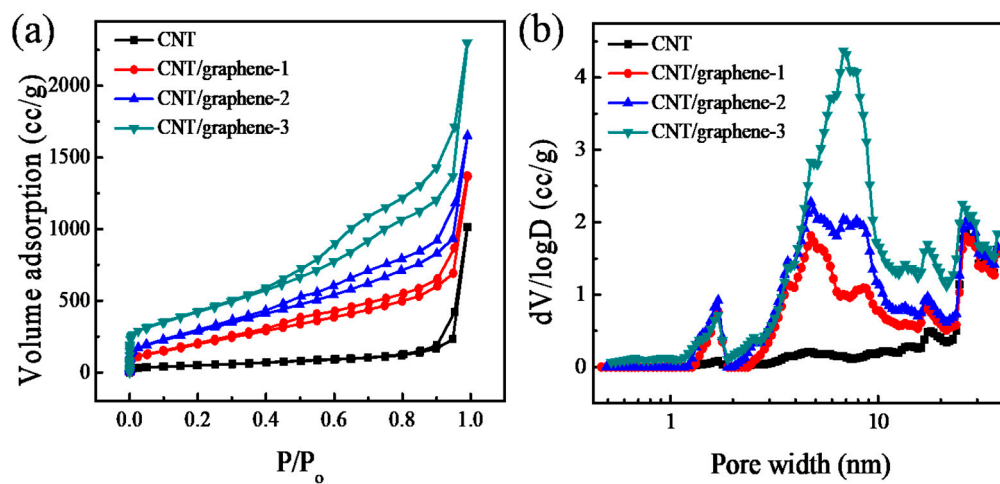 (a)
CNT
CNT/graphene-1
CNT/graphene-2
CNT/graphene-3
Volume adsorption (cc/g)
2250
1500
1250
1000
500
0
0.0 0.2 0.4 0.6 0.8 1.0
P/Po
(b)
CNT
CNT/graphene-1
CNT/graphene-2
CNT/graphene-3
dV/logD (cc/g)
4
3
2
1
0
1 10
Pore width (nm)